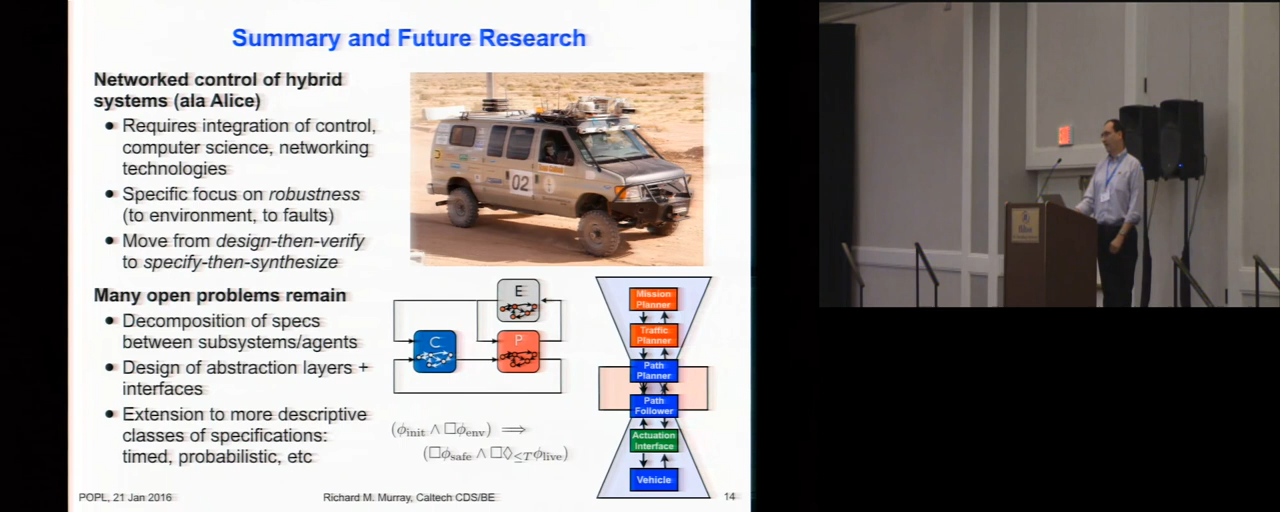 Summary and Future Research
Networked control of hybrid
systems (ala Alice)
● Requires integration of control,
computer science, networking
technologies
● Specific focus on robustness
(to environment, to faults)
● Move from design-then-verify
to specify-then-synthesize
Many open problems remain
● Decomposition of specs
between subsystems/agents
● Design of abstraction layers +
interfaces
● Extension to more descriptive
classes of specifications:
timed, probabilistic, etc
02
E
C
P
(ϕinit ∧ □ϕenv) ⟹
(□ϕsafe ∧ □◇≤Tϕlive)
Mission
Planner
Traffic
Planner
Path
Planner
Path
Follower
Actuation
Interface
Vehicle
POPL, 21 Jan 2016
Richard M. Murray, Caltech CDS/BE
14
Hilton